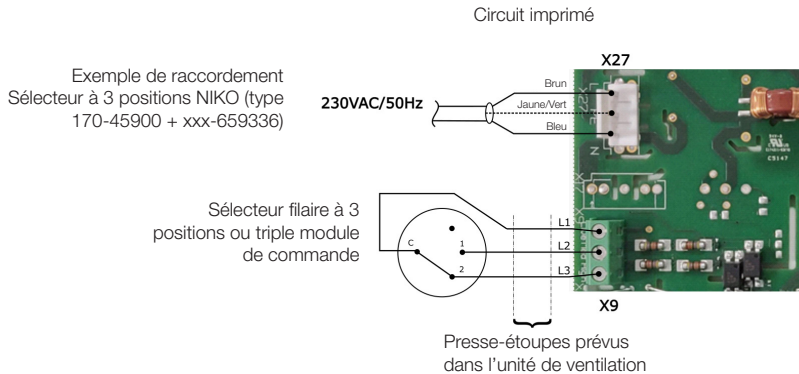 Circuit imprimé
X27
Exemple de raccordement
Sélecteur à 3 positions NIKO (type
170-45900 + xxx-659336)
230VAC/50Hz
Brun
Jaune/Vert
Bleu
N
C9147
X17
Sélecteur filaire à 3
positions ou triple module
de commande
C
1
2
L1
L2
L3
X9
Presse-étoupes prévus
dans l'unité de ventilation